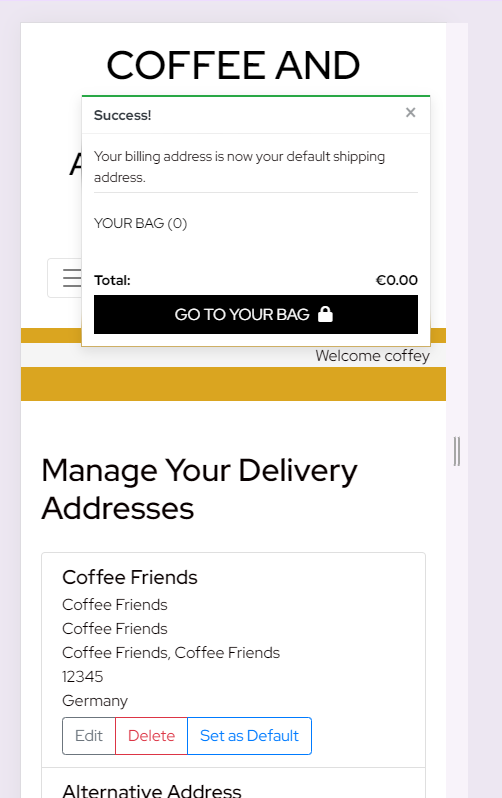 COFFEE AND
Success!
×
Your billing address is now your default shipping
address.
YOUR BAG (0)
Total: €0.00
GO TO YOUR BAG
Welcome coffey
Manage Your Delivery
Addresses
Coffee Friends
Coffee Friends
Coffee Friends
Coffee Friends, Coffee Friends
12345
Germany
Edit Delete Set as Default
Alternative Address